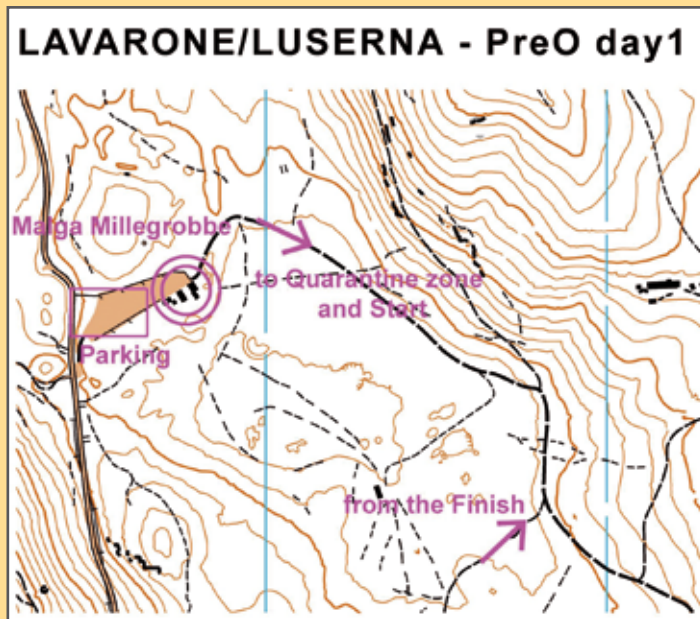 LAVARONE/LUSERNA - PreO day1
Malga Millegrobbe
to Quarantine zone
and Start
Parking
from the Finish